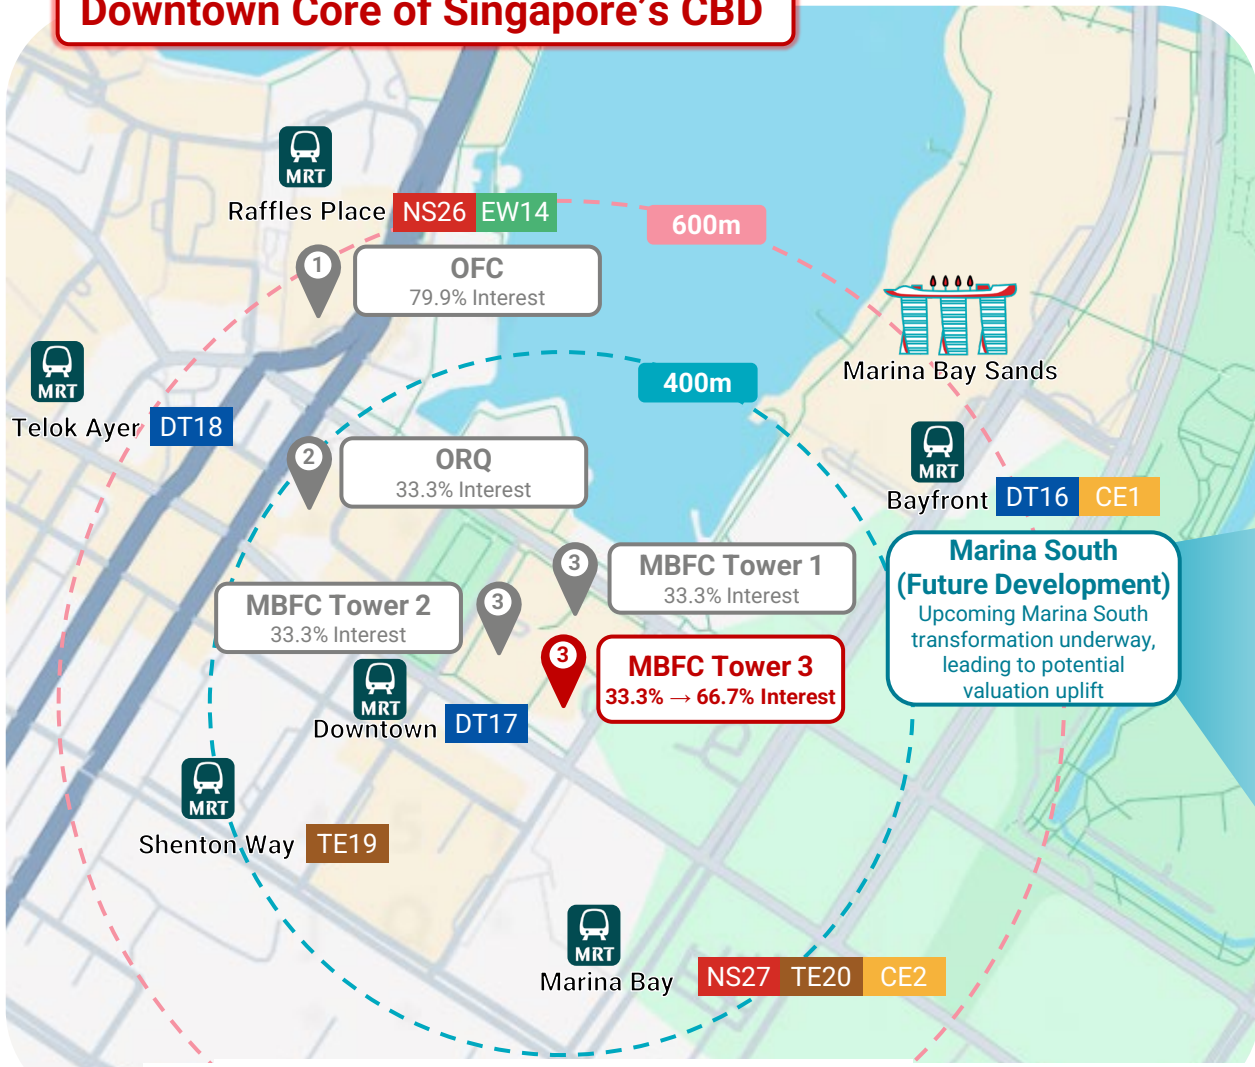 Downtown Core of Singapore's CBD
MRT
Raffles Place NS26 EW14
600m
1
OFC
79.9% Interest
MRT
Telok Ayer DT18
400m
Marina Bay Sands
2
ORQ
33.3% Interest
MRT
Bayfront DT16 CE1
3
MBFC Tower 1
33.3% Interest
3
MBFC Tower 2
33.3% Interest
3
MBFC Tower 3
33.3% → 66.7% Interest
Marina South
(Future Development)
Upcoming Marina South
transformation underway,
leading to potential
valuation uplift
MRT
Downtown DT17
MRT
Shenton Way TE19
MRT
Marina Bay NS27 TE20 CE2